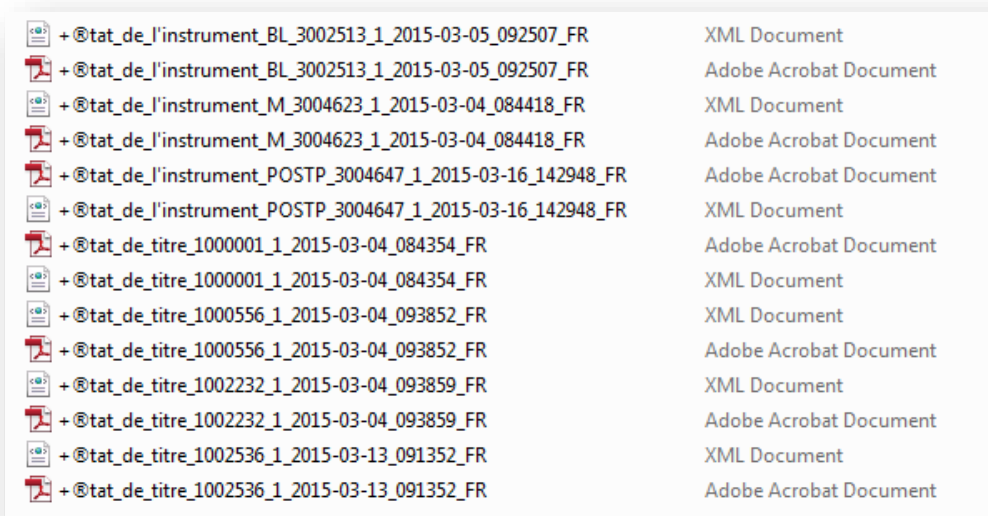 +®tat_de_l'instrument_BL_3002513_1_2015-03-05_092507_FR XML Document
+®tat_de_l'instrument_BL_3002513_1_2015-03-05_092507_FR Adobe Acrobat Document
+®tat_de_l'instrument_M_3004623_1_2015-03-04_084418_FR XML Document
+®tat_de_l'instrument_M_3004623_1_2015-03-04_084418_FR Adobe Acrobat Document
+®tat_de_l'instrument_POSTP_3004647_1_2015-03-16_142948_FR Adobe Acrobat Document
+®tat_de_l'instrument_POSTP_3004647_1_2015-03-16_142948_FR XML Document
+®tat_de_titre_1000001_1_2015-03-04_084354_FR Adobe Acrobat Document
+®tat_de_titre_1000001_1_2015-03-04_084354_FR XML Document
+®tat_de_titre_1000556_1_2015-03-04_093852_FR XML Document
+®tat_de_titre_1000556_1_2015-03-04_093852_FR Adobe Acrobat Document
+®tat_de_titre_1002232_1_2015-03-04_093859_FR XML Document
+®tat_de_titre_1002232_1_2015-03-04_093859_FR Adobe Acrobat Document
+®tat_de_titre_1002536_1_2015-03-13_091352_FR XML Document
+®tat_de_titre_1002536_1_2015-03-13_091352_FR Adobe Acrobat Document